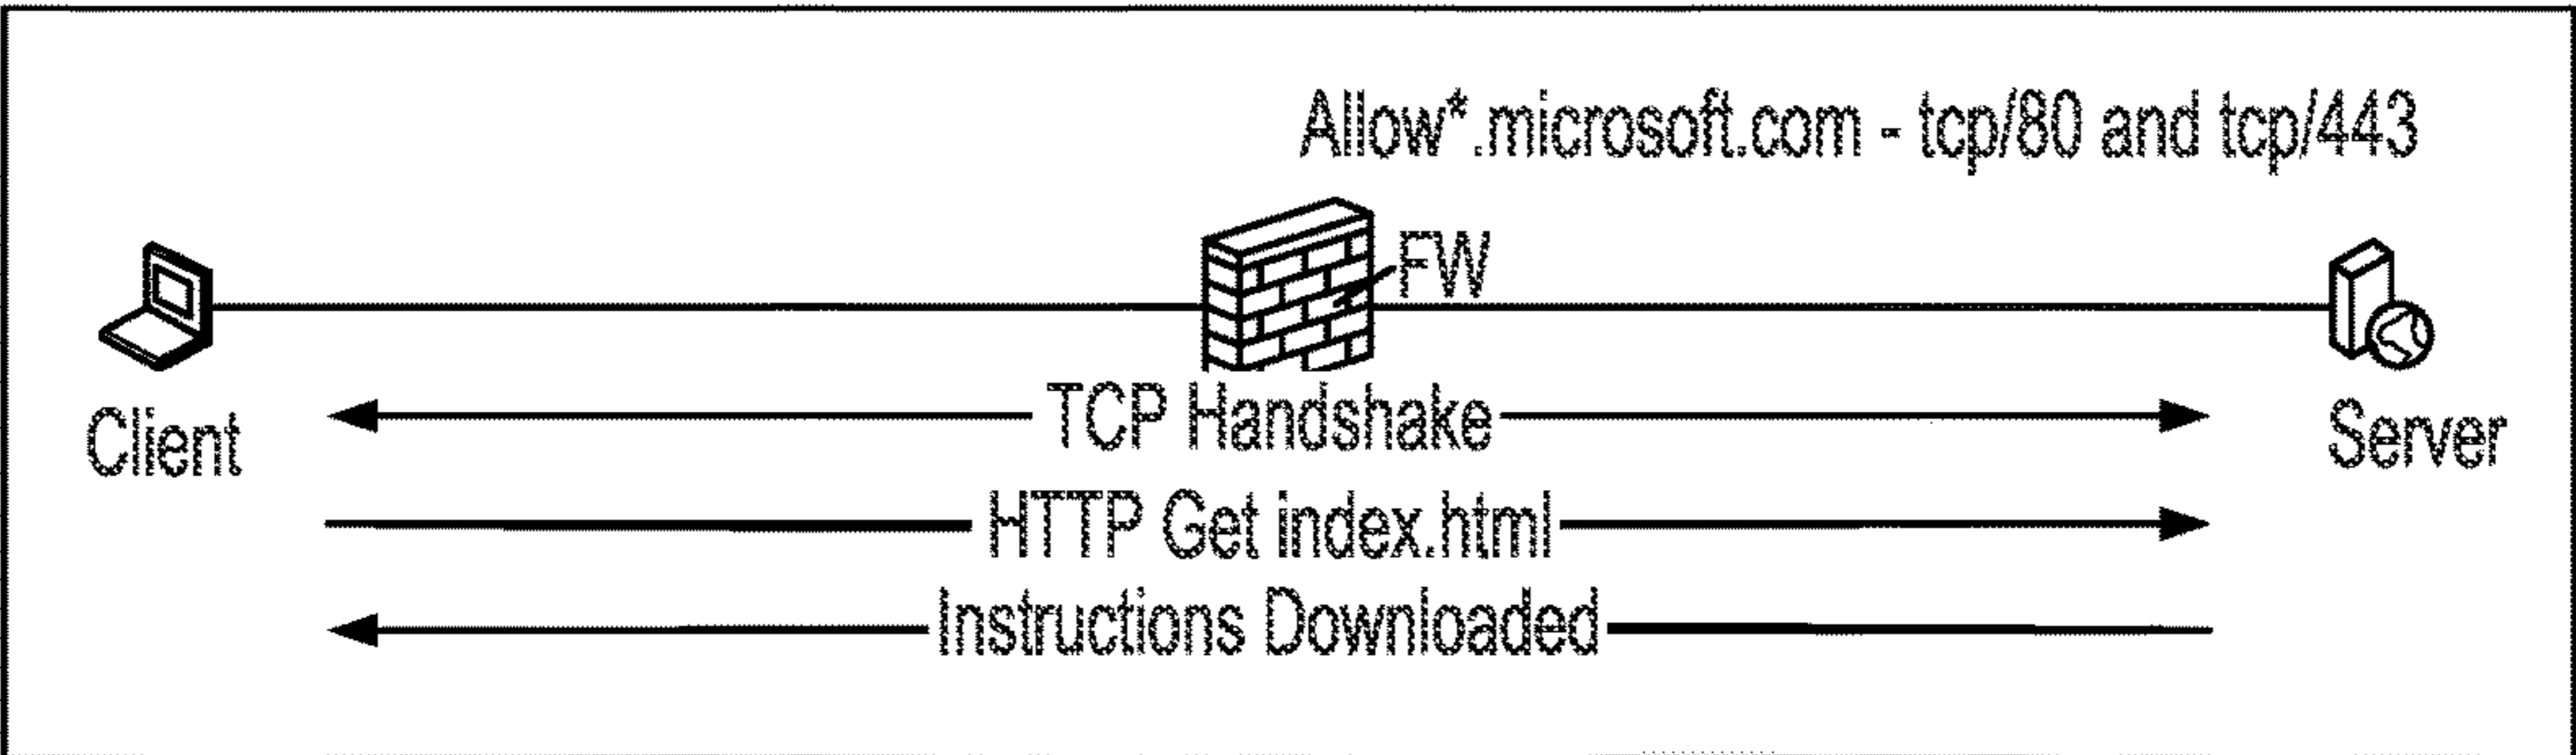 Allow*.microsoft.com - tcp/80 and tcp/443
FW
Client
TCP Handshake
Server
HTTP Get index.html
Instructions Downloaded